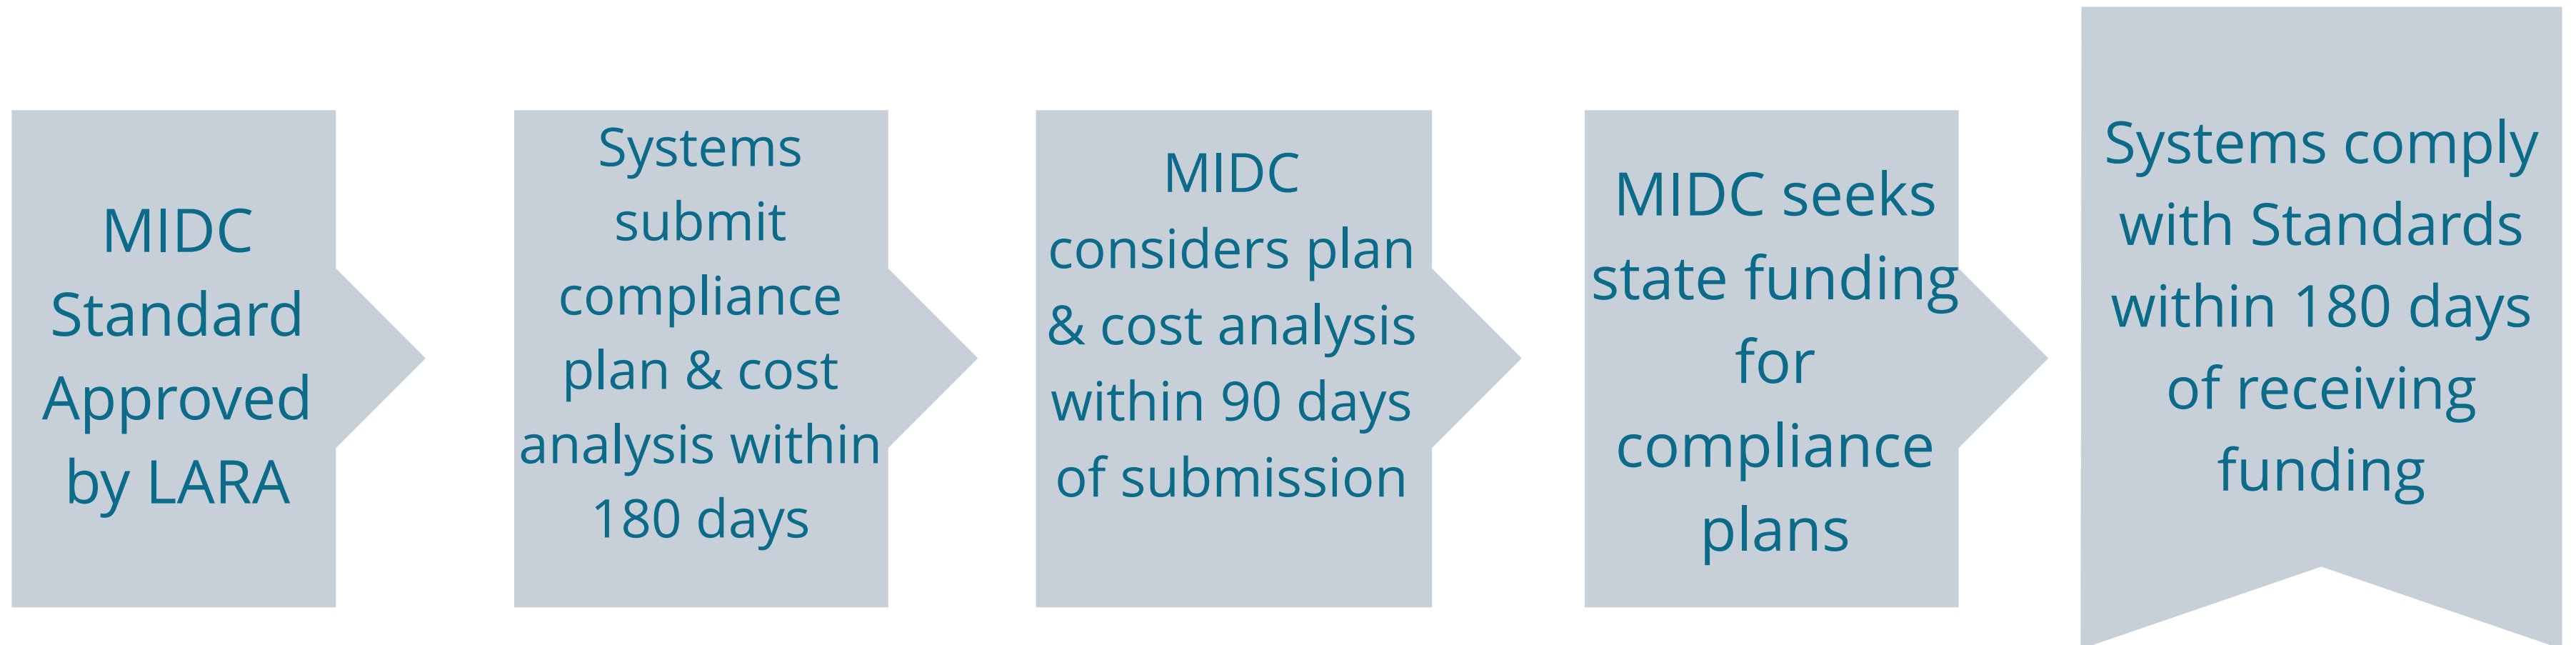 MIDC
Standard
Approved
by LARA
Systems
submit
compliance
plan & cost
analysis within
180 days
MIDC
considers plan
& cost analysis
within 90 days
of submission
MIDC seeks
state funding
for
compliance
plans
Systems comply
with Standards
within 180 days
of receiving
funding